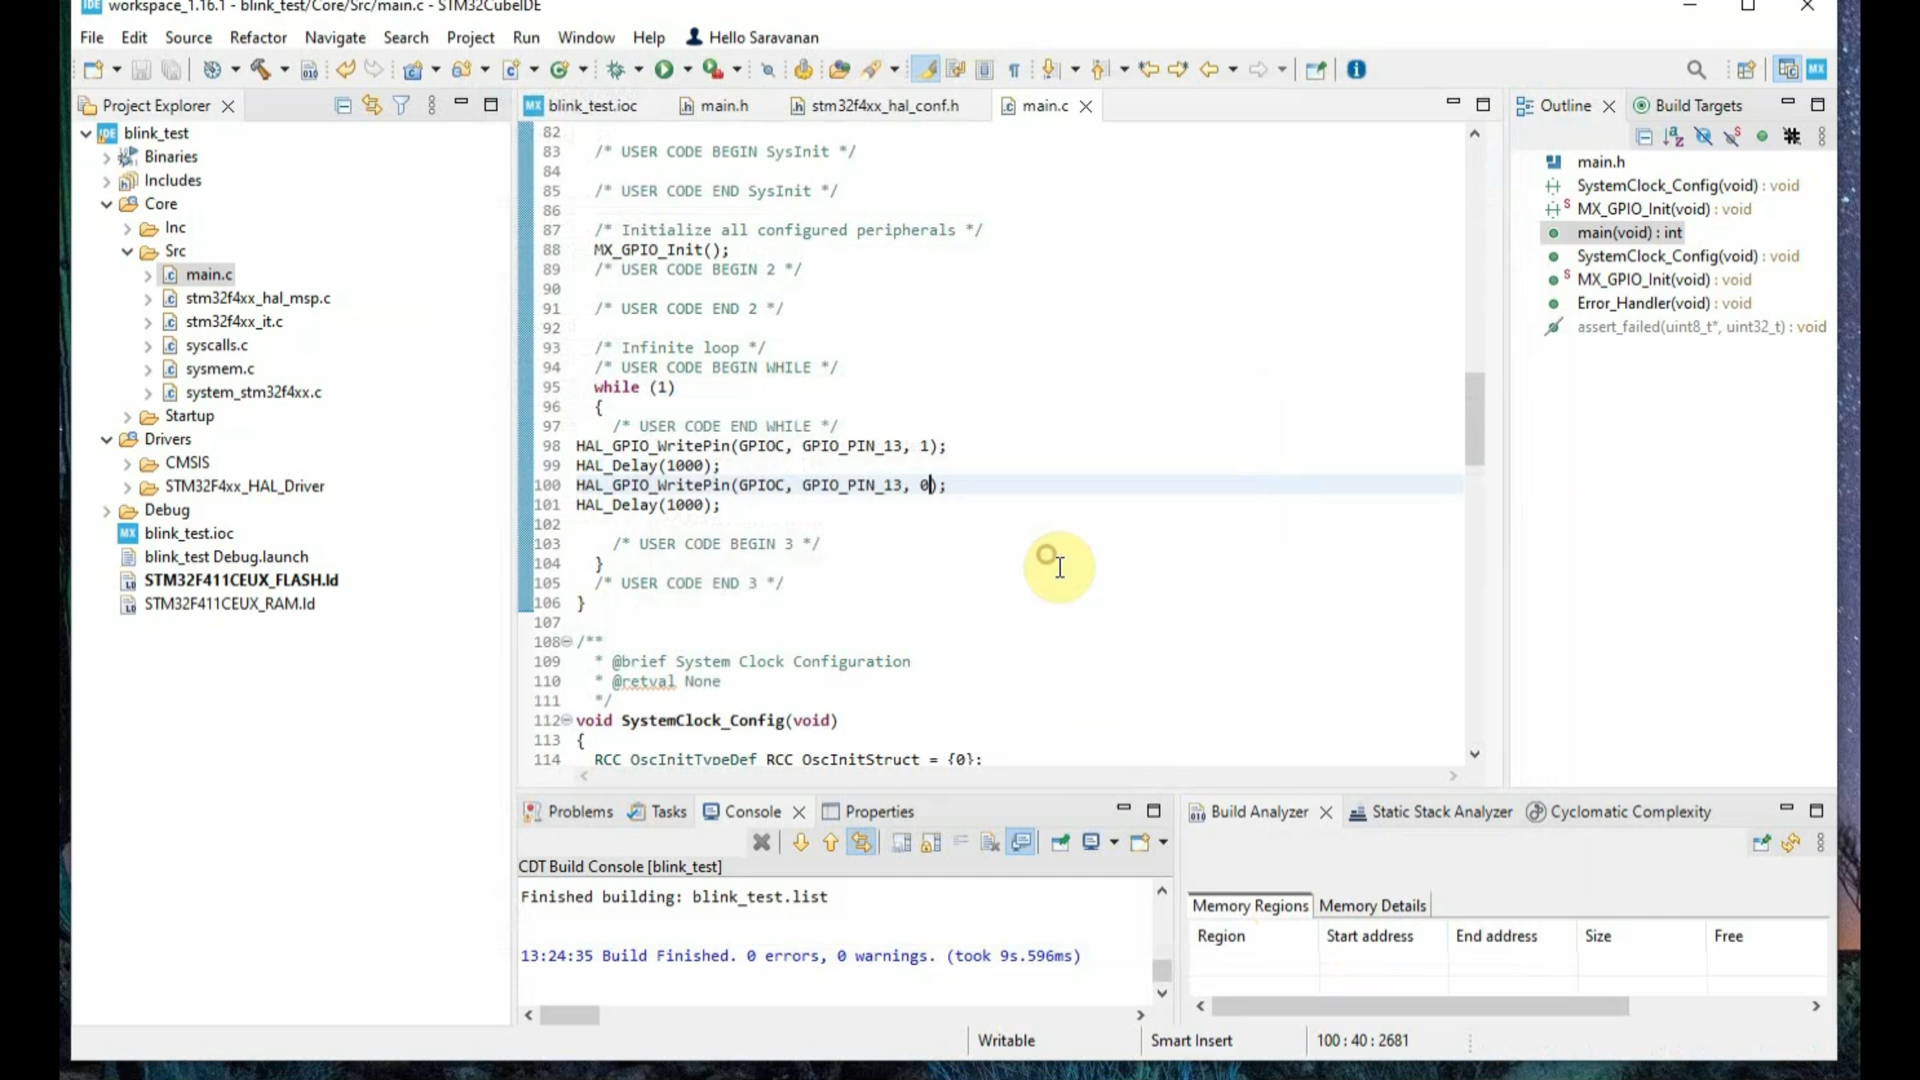 workspace_1.16.1 - blink_test/Core/Src/main.c - STM32CubeIDE
File Edit Source Refactor Navigate Search Project Run Window Help Hello Saravanan
Project Explorer
blink_test
Binaries
Includes
Core
Inc
Src
main.c
stm32f4xx_hal_msp.c
stm32f4xx_it.c
syscalls.c
sysmem.c
system_stm32f4xx.c
Startup
Drivers
CMSIS
STM32F4xx_HAL_Driver
Debug
blink_test.ioc
blink_test Debug.launch
STM32F411CEUX_FLASH.ld
STM32F411CEUX_RAM.ld
blink_test.ioc main.h stm32f4xx_hal_conf.h main.c
82
83 /* USER CODE BEGIN SysInit */
84
85 /* USER CODE END SysInit */
86
87 /* Initialize all configured peripherals */
88 MX_GPIO_Init();
89 /* USER CODE BEGIN 2 */
90
91 /* USER CODE END 2 */
92
93 /* Infinite loop */
94 /* USER CODE BEGIN WHILE */
95 while (1)
96 {
97 /* USER CODE END WHILE */
98 HAL_GPIO_WritePin(GPIOC, GPIO_PIN_13, 1);
99 HAL_Delay(1000);
100 HAL_GPIO_WritePin(GPIOC, GPIO_PIN_13, 0);
101 HAL_Delay(1000);
102
103 /* USER CODE BEGIN 3 */
104 }
105 /* USER CODE END 3 */
106 }
107
108 /**
109 * @brief System Clock Configuration
110 * @retval None
111 */
112 void SystemClock_Config(void)
113 {
114 RCC_OscInitTypeDef RCC_OscInitStruct = {0};
Outline Build Targets
main.h
SystemClock_Config(void) : void
MX_GPIO_Init(void) : void
main(void) : int
SystemClock_Config(void) : void
MX_GPIO_Init(void) : void
Error_Handler(void) : void
assert_failed(uint8_t*, uint32_t) : void
Problems Tasks Console Properties
CDT Build Console [blink_test]
Finished building: blink_test.list
13:24:35 Build Finished. 0 errors, 0 warnings. (took 9s.596ms)
Build Analyzer Static Stack Analyzer Cyclomatic Complexity
Memory Regions Memory Details
Region Start address End address Size Free
Writable Smart Insert 100 : 40 : 2681